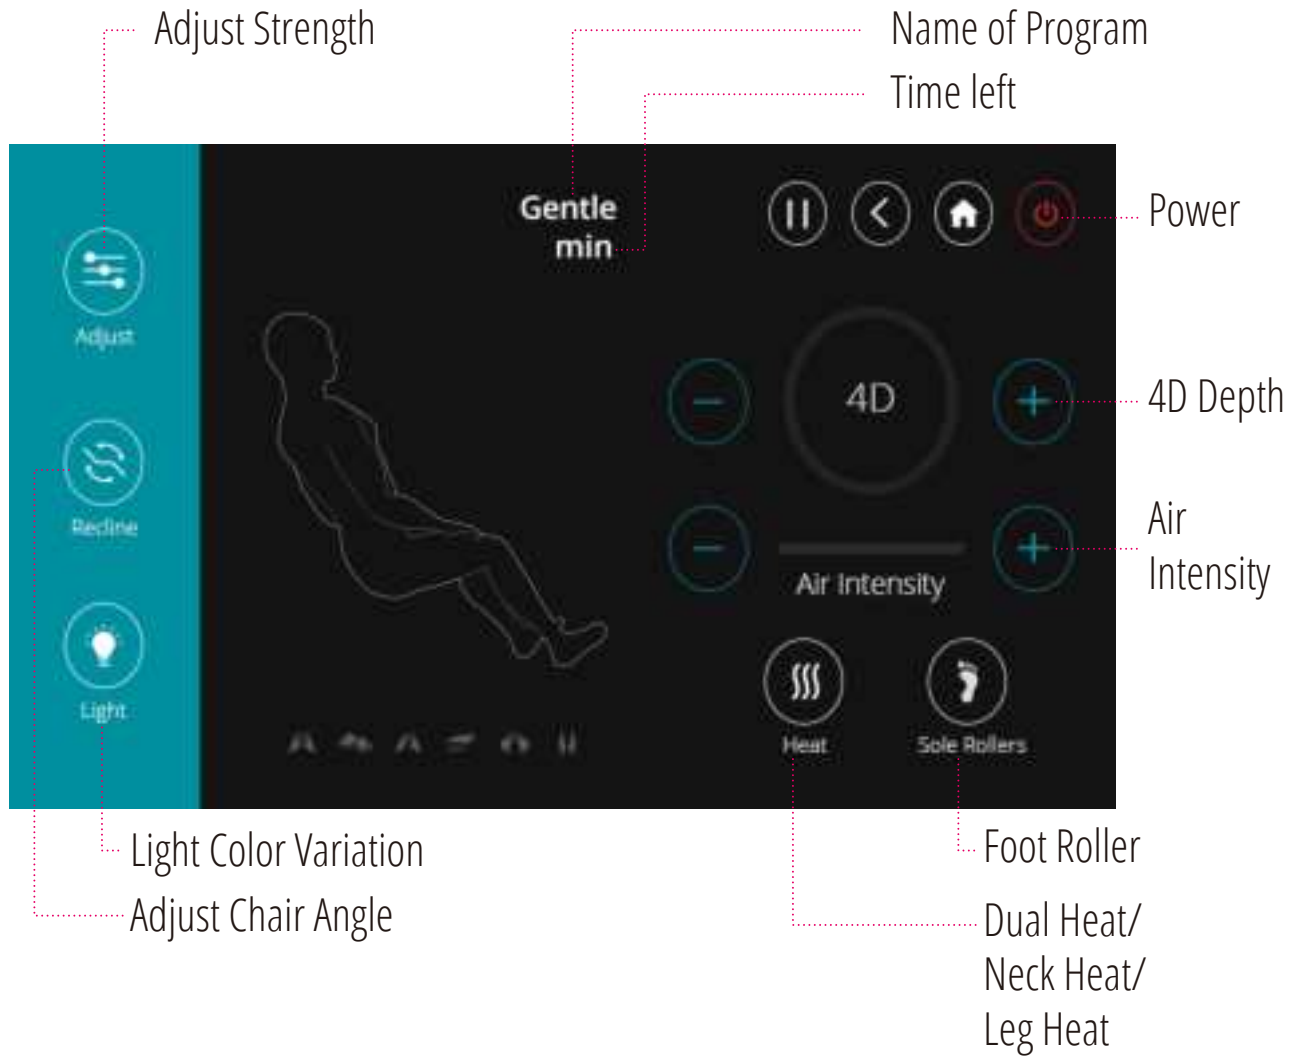 Adjust Strength
Name of Program
Time left
Gentle
min
Power
Adjust
4D
4D Depth
Recline
Air
Intensity
Air Intensity
Light
Heat
Sole Rollers
Light Color Variation
Foot Roller
Adjust Chair Angle
Dual Heat/
Neck Heat/
Leg Heat